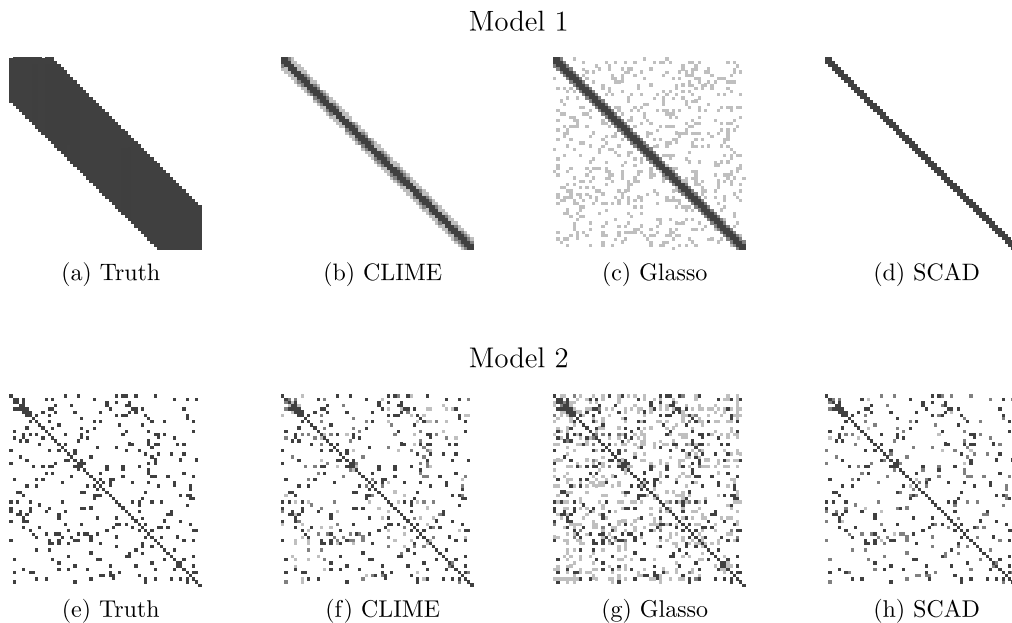 Model 1
(a) Truth (b) CLIME (c) Glasso (d) SCAD
Model 2
(e) Truth (f) CLIME (g) Glasso (h) SCAD